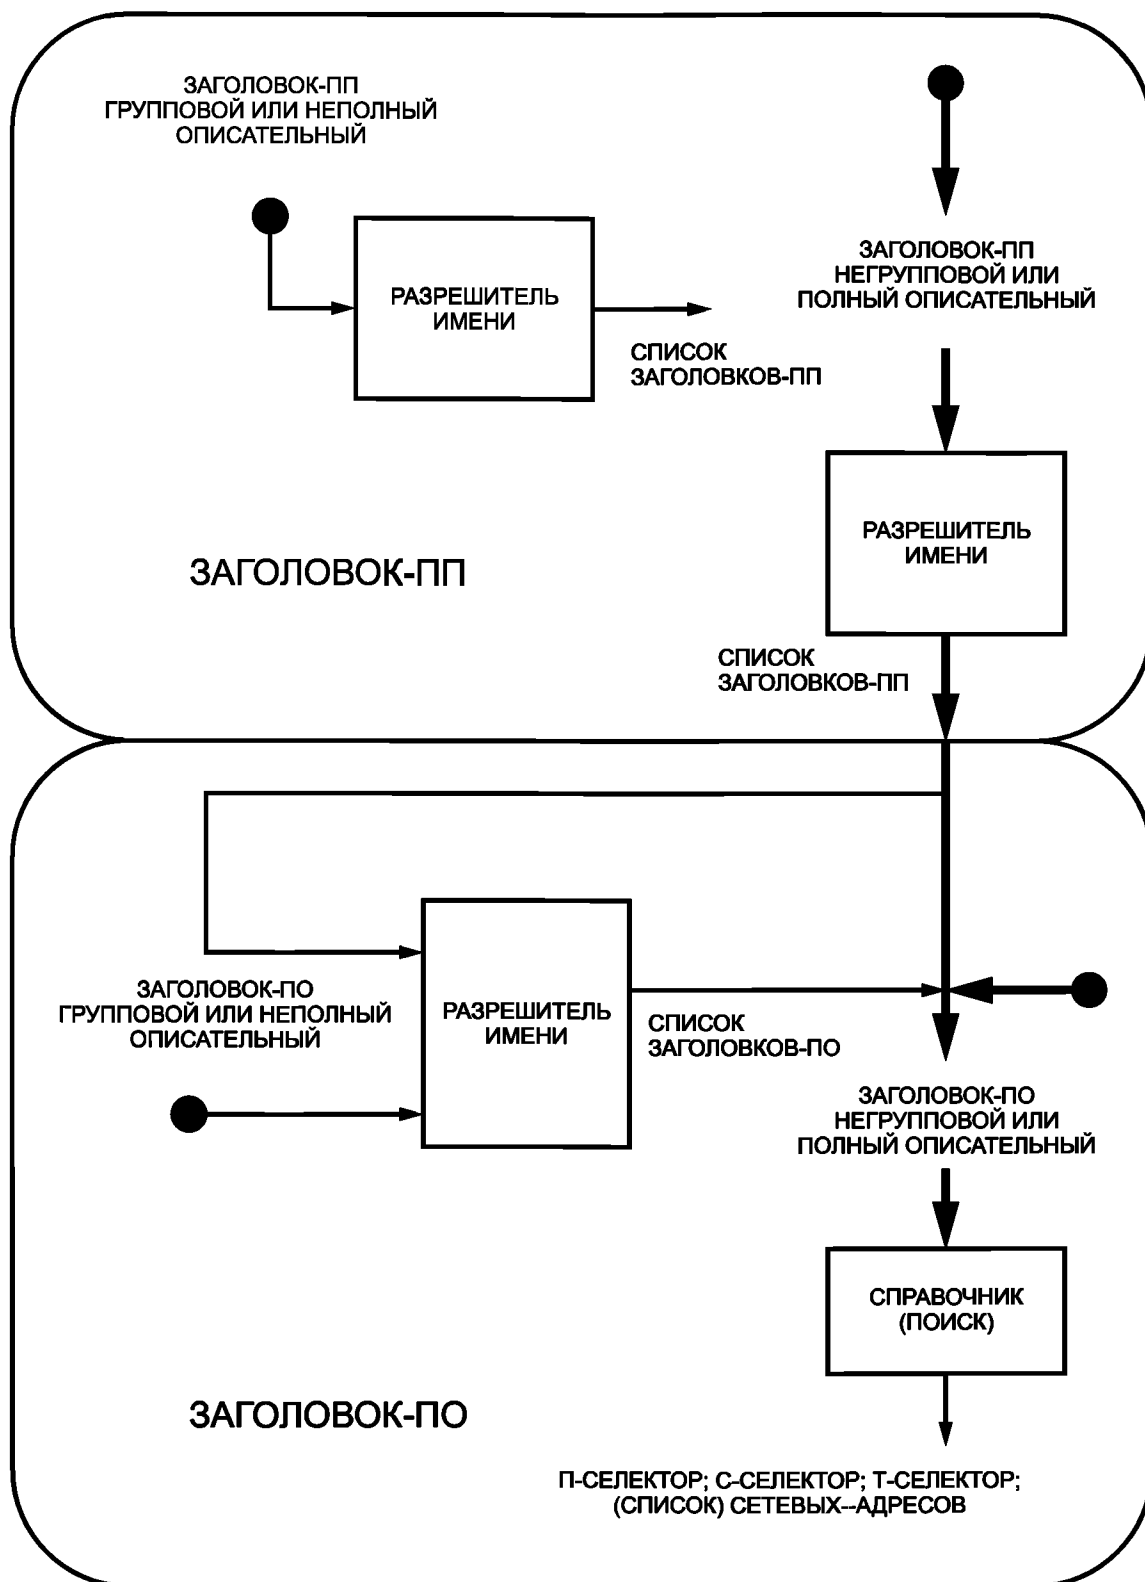 ЗАГОЛОВОК-ПП
ГРУППОВОЙ ИЛИ НЕПОЛНЫЙ
ОПИСАТЕЛЬНЫЙ
РАЗРЕШИТЕЛЬ
ИМЕНИ
СПИСОК
ЗАГОЛОВКОВ-ПП
ЗАГОЛОВОК-ПП
НЕГРУППОВОЙ ИЛИ
ПОЛНЫЙ ОПИСАТЕЛЬНЫЙ
РАЗРЕШИТЕЛЬ
ИМЕНИ
ЗАГОЛОВОК-ПП
СПИСОК
ЗАГОЛОВКОВ-ПП
ЗАГОЛОВОК-ПО
ГРУППОВОЙ ИЛИ НЕПОЛНЫЙ
ОПИСАТЕЛЬНЫЙ
РАЗРЕШИТЕЛЬ
ИМЕНИ
СПИСОК
ЗАГОЛОВКОВ-ПО
ЗАГОЛОВОК-ПО
НЕГРУППОВОЙ ИЛИ
ПОЛНЫЙ ОПИСАТЕЛЬНЫЙ
СПРАВОЧНИК
(ПОИСК)
ЗАГОЛОВОК-ПО
П-СЕЛЕКТОР; С-СЕЛЕКТОР; Т-СЕЛЕКТОР;
(СПИСОК) СЕТЕВЫХ--АДРЕСОВ